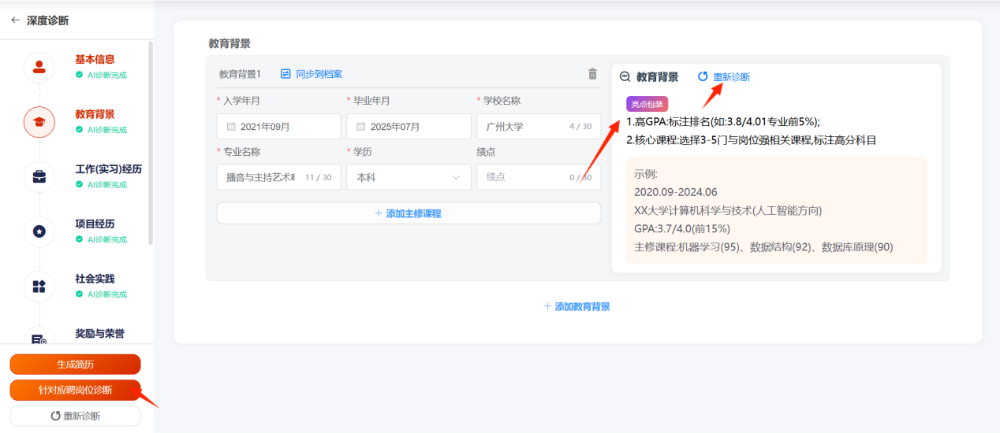 深度诊断
基本信息
AI诊断完成
教育背景
AI诊断完成
工作(实习)经历
AI诊断完成
项目经历
AI诊断完成
社会实践
AI诊断完成
奖励与荣誉
生成简历
针对应聘岗位诊断
重新诊断
教育背景
教育背景1 同步到档案
* 入学年月 * 毕业年月 * 学校名称
2021年09月 2025年07月 广州大学 4 / 30
* 专业名称 * 学历 绩点
播音与主持艺术 11 / 30 本科 绩点 0 / 30
+ 添加主修课程
教育背景 重新诊断
亮点包装
1.高GPA:标注排名(如:3.8/4.01专业前5%);
2.核心课程:选择3-5门与岗位强相关课程,标注高分科目
示例:
2020.09-2024.06
XX大学计算机科学与技术(人工智能方向)
GPA:3.7/4.0(前15%)
主修课程:机器学习(95)、数据结构(92)、数据库原理(90)
+ 添加教育背景